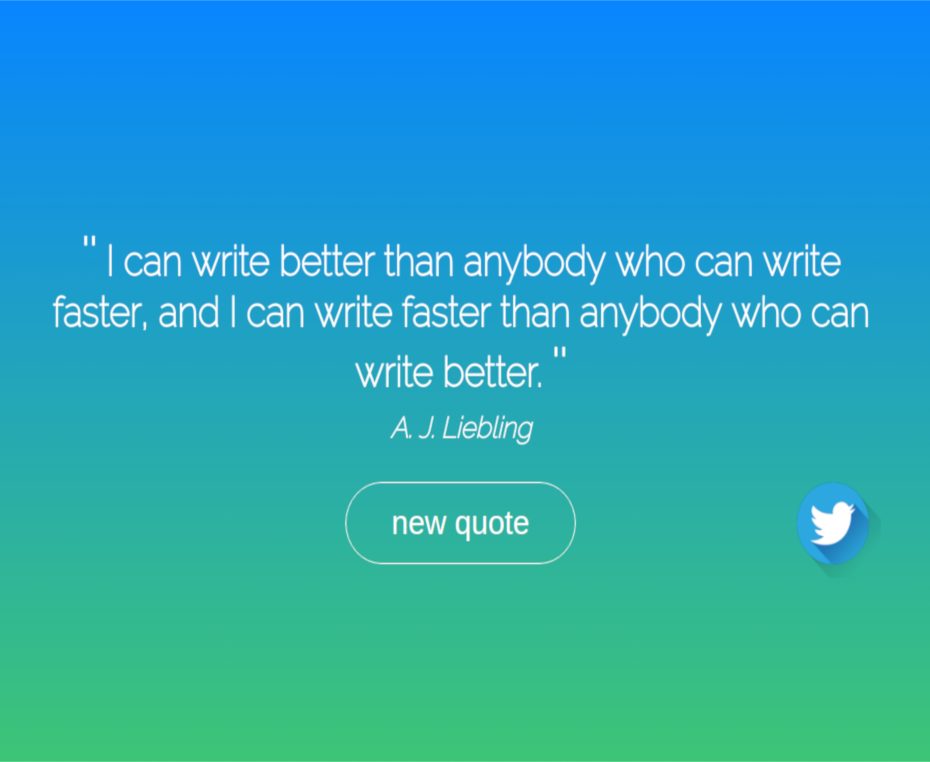 " I can write better than anybody who can write
faster, and I can write faster than anybody who can
write better. "
A. J. Liebling
new quote